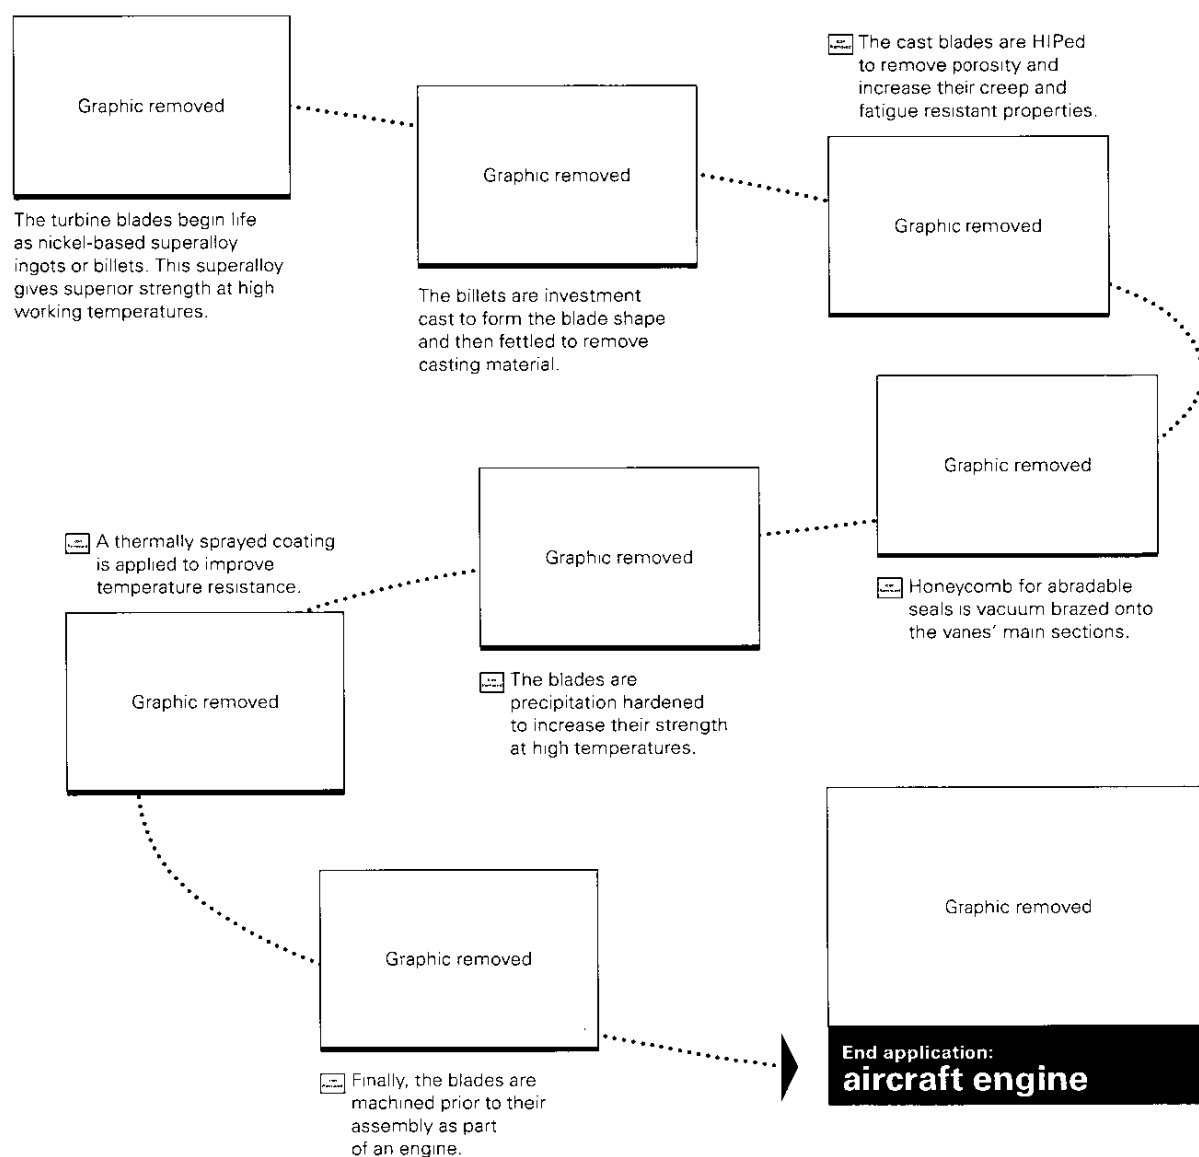 Graphic removed
The turbine blades begin life
as nickel-based superalloy
ingots or billets. This superalloy
gives superior strength at high
working temperatures.
Graphic removed
The billets are investment
cast to form the blade shape
and then fettled to remove
casting material.
The cast blades are HIPed
to remove porosity and
increase their creep and
fatigue resistant properties.
Graphic removed
Graphic removed
Honeycomb for abradable
seals is vacuum brazed onto
the vanes' main sections.
Graphic removed
The blades are
precipitation hardened
to increase their strength
at high temperatures.
A thermally sprayed coating
is applied to improve
temperature resistance.
Graphic removed
Graphic removed
Finally, the blades are
machined prior to their
assembly as part
of an engine.
Graphic removed
End application:
aircraft engine